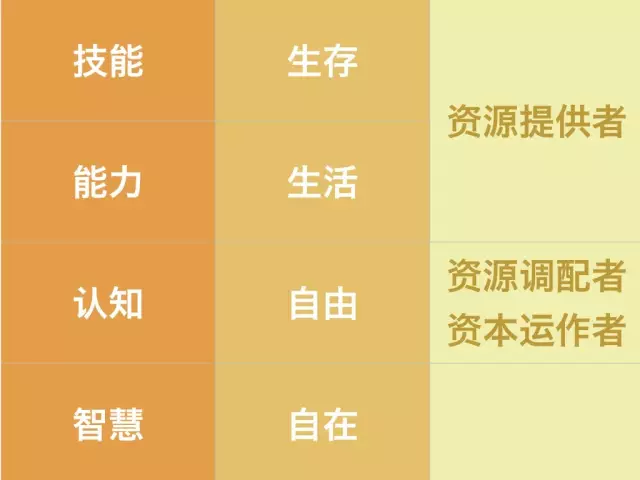 技能
生存
资源提供者
能力
生活
认知
自由
资源调配者
资本运作者
智慧
自在